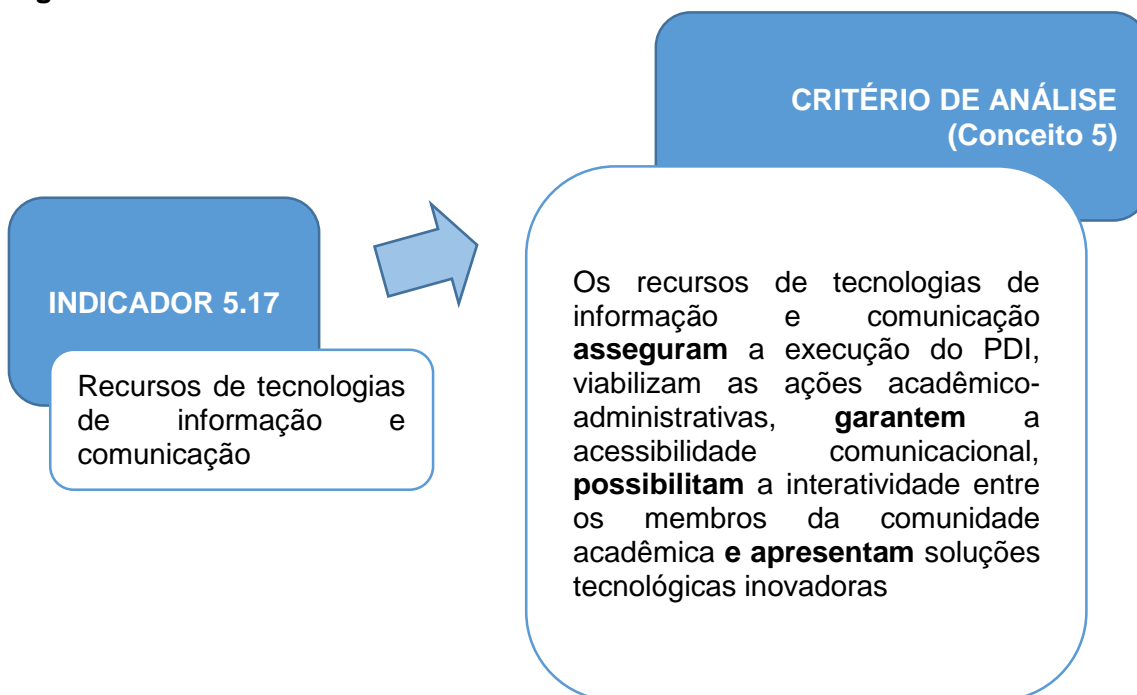 INDICADOR 5.17
Recursos de tecnologias
de informação e
comunicação
CRITÉRIO DE ANÁLISE
(Conceito 5)
Os recursos de tecnologias de
informação e comunicação
asseguram a execução do PDI,
viabilizam as ações acadêmico-
administrativas, garantem a
acessibilidade comunicacional,
possibilitam a interatividade entre
os membros da comunidade
acadêmica e apresentam soluções
tecnológicas inovadoras